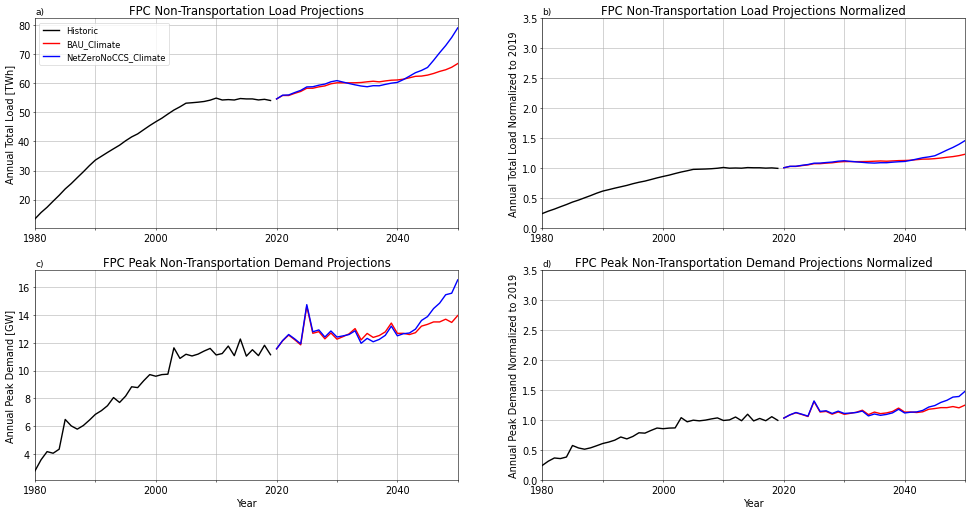 a)
FPC Non-Transportation Load Projections
Annual Total Load [TWh]
80
70
60
50
40
30
20
Historic
BAU_Climate
NetZeroNoCCS_Climate
1980
2000
2020
2040
b)
FPC Non-Transportation Load Projections Normalized
Annual Total Load Normalized to 2019
3.5
3.0
2.5
2.0
1.5
1.0
0.5
0.0
1980
2000
2020
2040
c)
FPC Peak Non-Transportation Demand Projections
Annual Peak Demand [GW]
16
14
12
10
8
6
4
1980
2000
2020
2040
Year
d)
FPC Peak Non-Transportation Demand Projections Normalized
Annual Peak Demand Normalized to 2019
3.5
3.0
2.5
2.0
1.5
1.0
0.5
0.0
1980
2000
2020
2040
Year